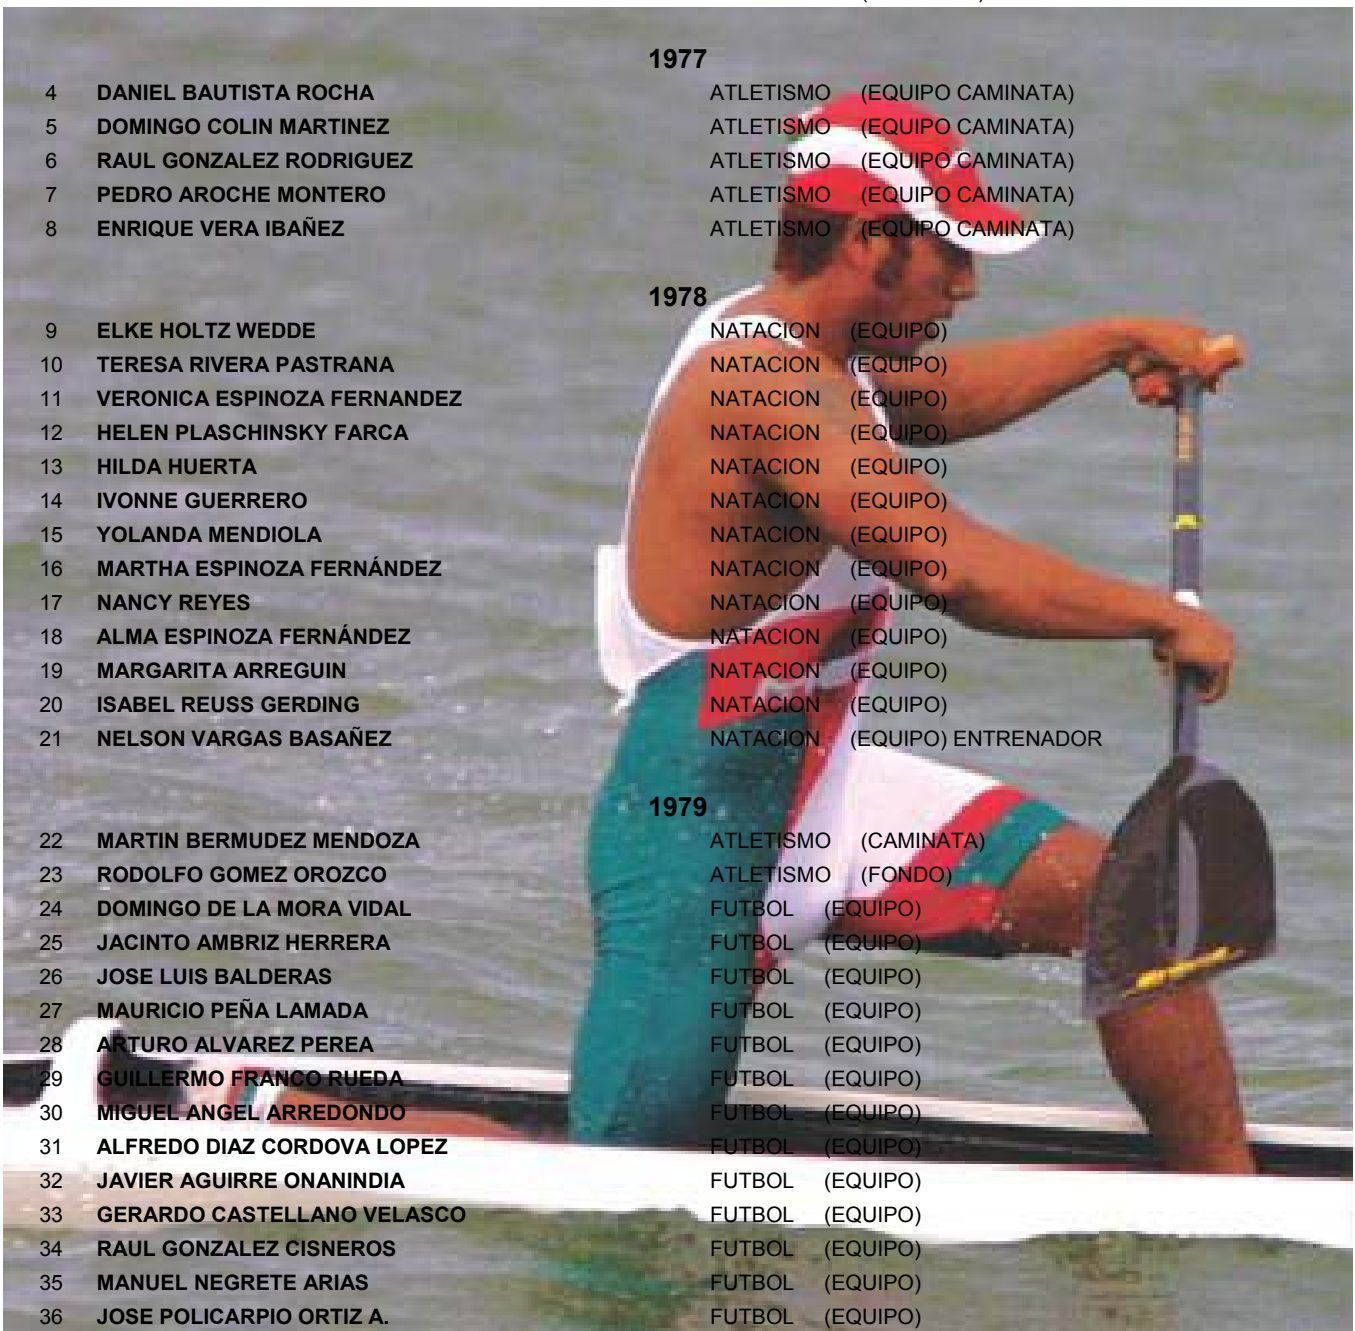 1977
4 DANIEL BAUTISTA ROCHA ATLETISMO (EQUIPO CAMINATA)
5 DOMINGO COLIN MARTINEZ ATLETISMO (EQUIPO CAMINATA)
6 RAUL GONZALEZ RODRIGUEZ ATLETISMO (EQUIPO CAMINATA)
7 PEDRO AROCHE MONTERO ATLETISMO (EQUIPO CAMINATA)
8 ENRIQUE VERA IBAÑEZ ATLETISMO (EQUIPO CAMINATA)
1978
9 ELKE HOLTZ WEDDE NATACION (EQUIPO)
10 TERESA RIVERA PASTRANA NATACION (EQUIPO)
11 VERONICA ESPINOZA FERNANDEZ NATACION (EQUIPO)
12 HELEN PLASCHINSKY FARCA NATACION (EQUIPO)
13 HILDA HUERTA NATACION (EQUIPO)
14 IVONNE GUERRERO NATACION (EQUIPO)
15 YOLANDA MENDIOLA NATACION (EQUIPO)
16 MARTHA ESPINOZA FERNÁNDEZ NATACION (EQUIPO)
17 NANCY REYES NATACION (EQUIPO)
18 ALMA ESPINOZA FERNÁNDEZ NATACION (EQUIPO)
19 MARGARITA ARREGUIN NATACION (EQUIPO)
20 ISABEL REUSS GERDING NATACION (EQUIPO)
21 NELSON VARGAS BASAÑEZ NATACION (EQUIPO) ENTRENADOR
1979
22 MARTIN BERMUDEZ MENDOZA ATLETISMO (CAMINATA)
23 RODOLFO GOMEZ OROZCO ATLETISMO (FONDO)
24 DOMINGO DE LA MORA VIDAL FUTBOL (EQUIPO)
25 JACINTO AMBRIZ HERRERA FUTBOL (EQUIPO)
26 JOSE LUIS BALDERAS FUTBOL (EQUIPO)
27 MAURICIO PEÑA LAMADA FUTBOL (EQUIPO)
28 ARTURO ALVAREZ PEREA FUTBOL (EQUIPO)
29 GUILLERMO FRANCO RUEDA FUTBOL (EQUIPO)
30 MIGUEL ANGEL ARREDONDO FUTBOL (EQUIPO)
31 ALFREDO DIAZ CORDOVA LOPEZ FUTBOL (EQUIPO)
32 JAVIER AGUIRRE ONANINDIA FUTBOL (EQUIPO)
33 GERARDO CASTELLANO VELASCO FUTBOL (EQUIPO)
34 RAUL GONZALEZ CISNEROS FUTBOL (EQUIPO)
35 MANUEL NEGRETE ARIAS FUTBOL (EQUIPO)
36 JOSE POLICARPIO ORTIZ A. FUTBOL (EQUIPO)